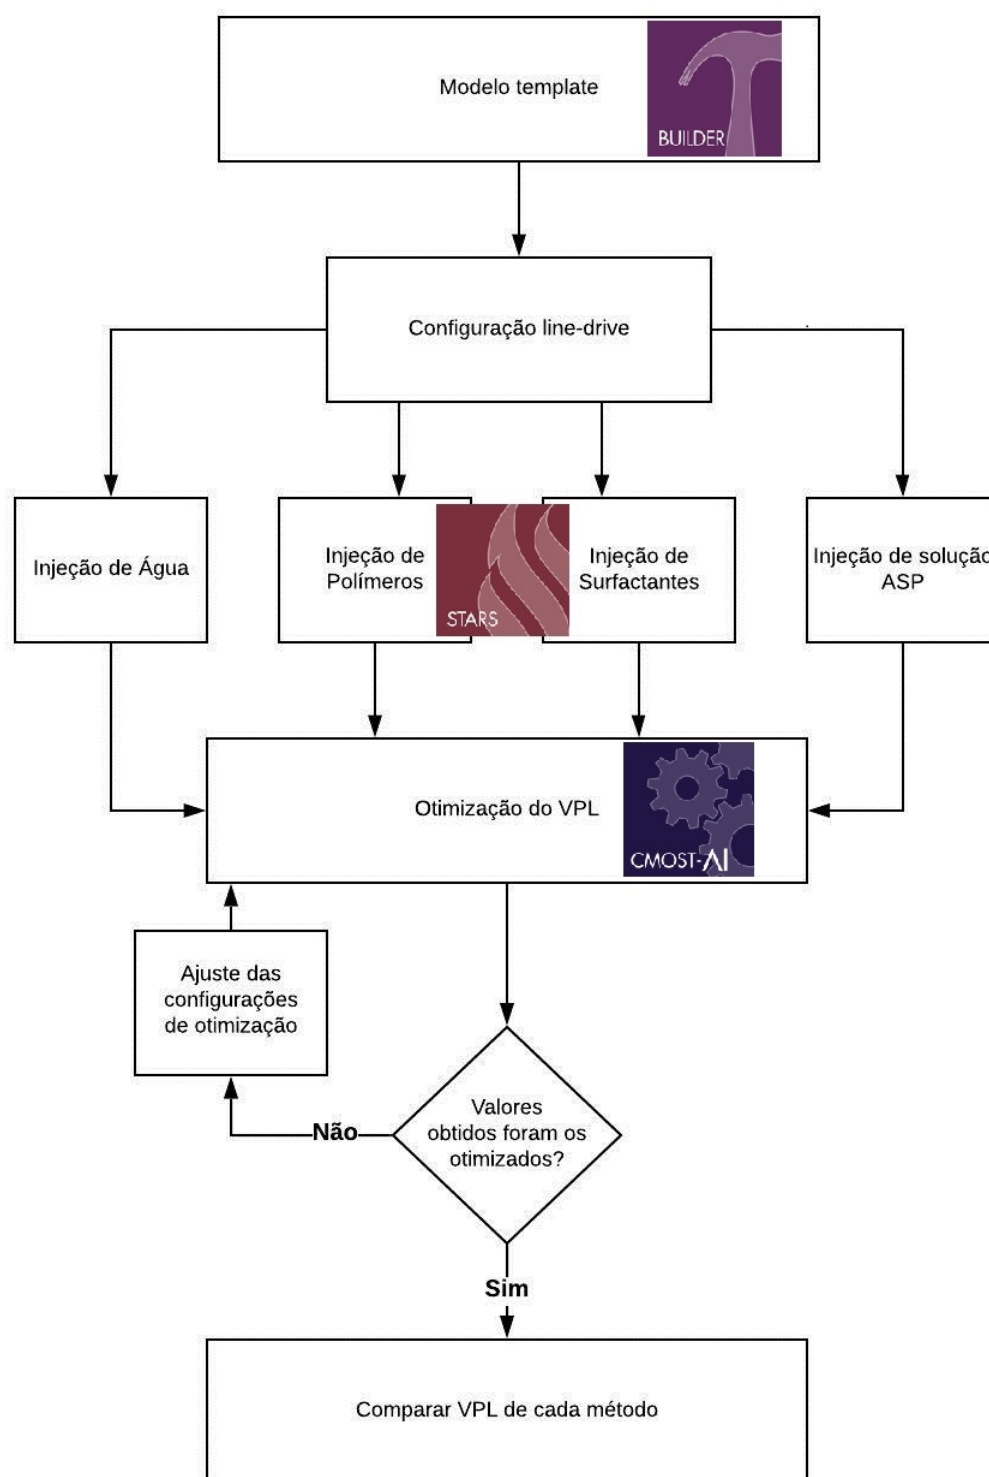 Modelo template
BUILDER
Configuração line-drive
Injeção de Água
Injeção de
Polímeros
STARS
Injeção de
Surfactantes
Injeção de solução
ASP
Otimização do VPL
CMOST-AI
Ajuste das
configurações
de otimização
Valores
obtidos foram os
otimizados?
Não
Sim
Comparar VPL de cada método